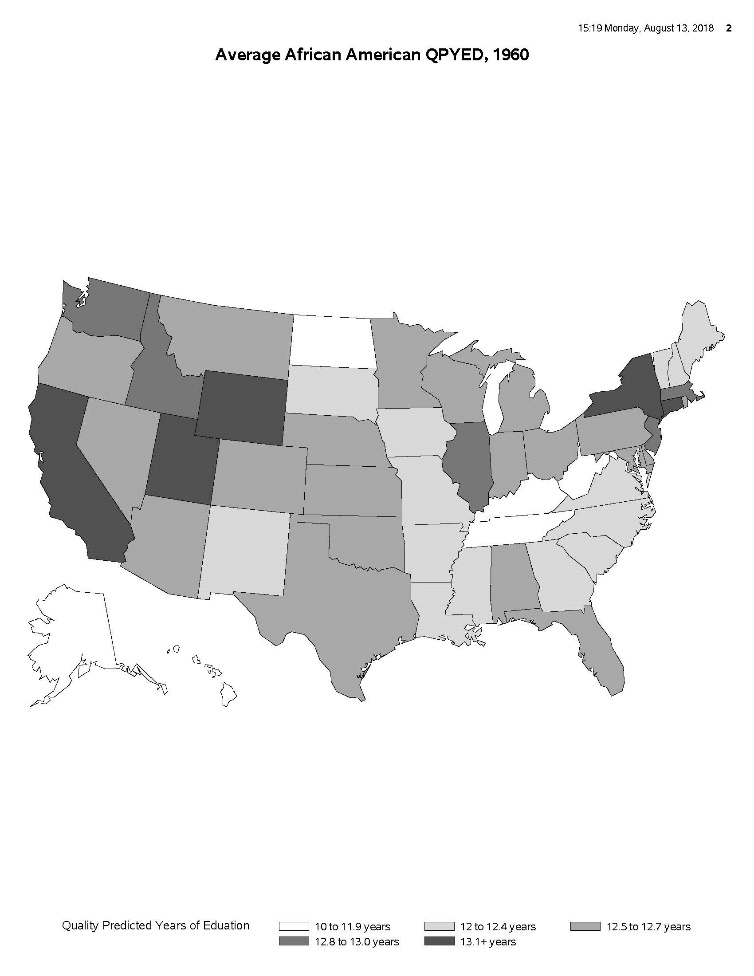 15:19 Monday, August 13, 2018 2
Average African American QPYED, 1960
Quality Predicted Years of Eduation 10 to 11.9 years 12 to 12.4 years 12.5 to 12.7 years
12.8 to 13.0 years 13.1+ years